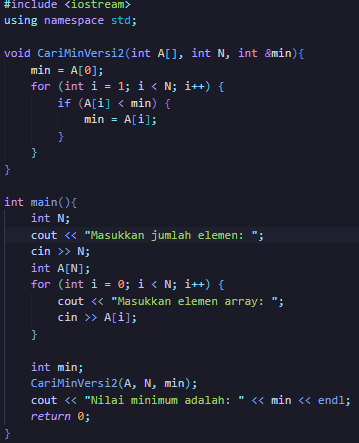 #include <iostream>
using namespace std;

void CariMinVersi2(int A[], int N, int &min){
    min = A[0];
    for (int i = 1; i < N; i++) {
        if (A[i] < min) {
            min = A[i];
        }
    }
}

int main(){
    int N;
    cout << "Masukkan jumlah elemen: ";
    cin >> N;
    int A[N];
    for (int i = 0; i < N; i++) {
        cout << "Masukkan elemen array: ";
        cin >> A[i];
    }

    int min;
    CariMinVersi2(A, N, min);
    cout << "Nilai minimum adalah: " << min << endl;
    return 0;
}